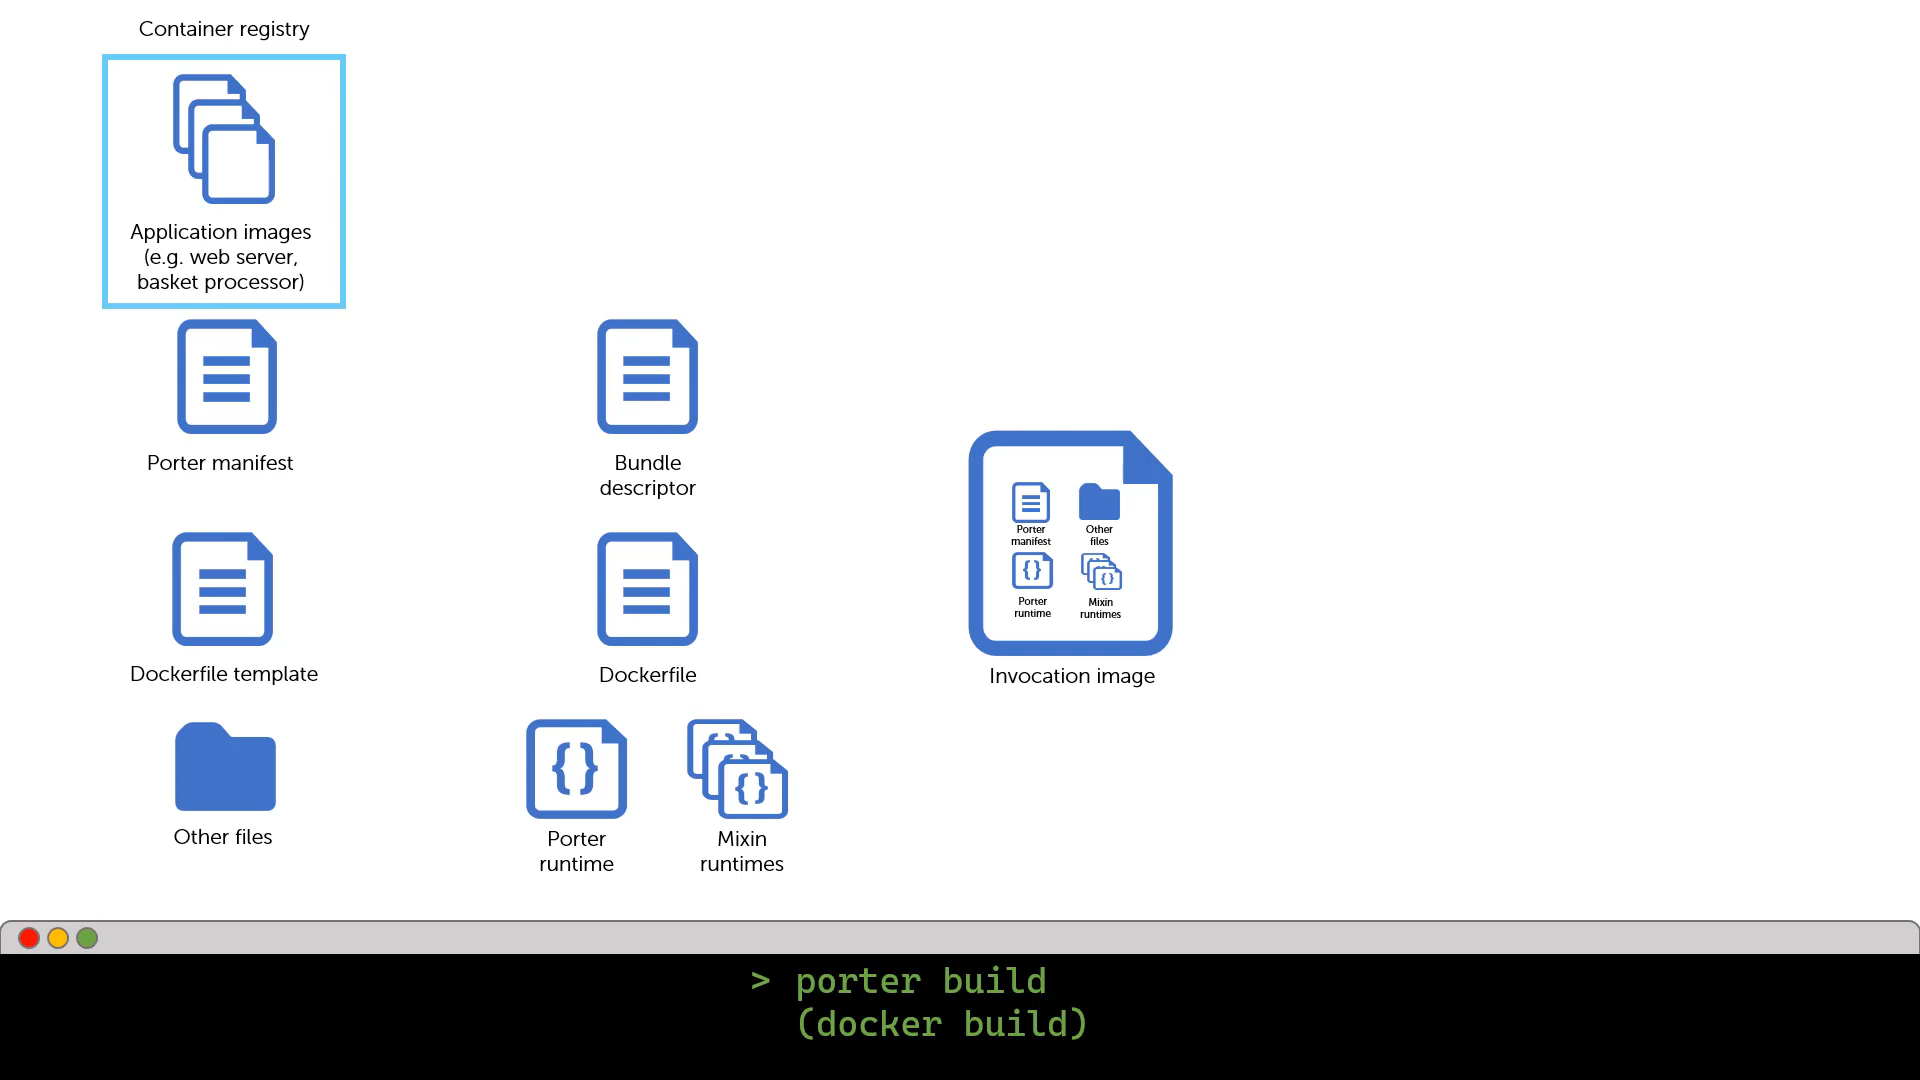 Container registry
Application images
(e.g. web server,
basket processor)
Porter manifest
Bundle
descriptor
Dockerfile template
Dockerfile
Porter
manifest
Other
files
{}
Porter
runtime
{}
Mixin
runtimes
Invocation image
Other files
{}
Porter
runtime
{}
Mixin
runtimes
> porter build
(docker build)